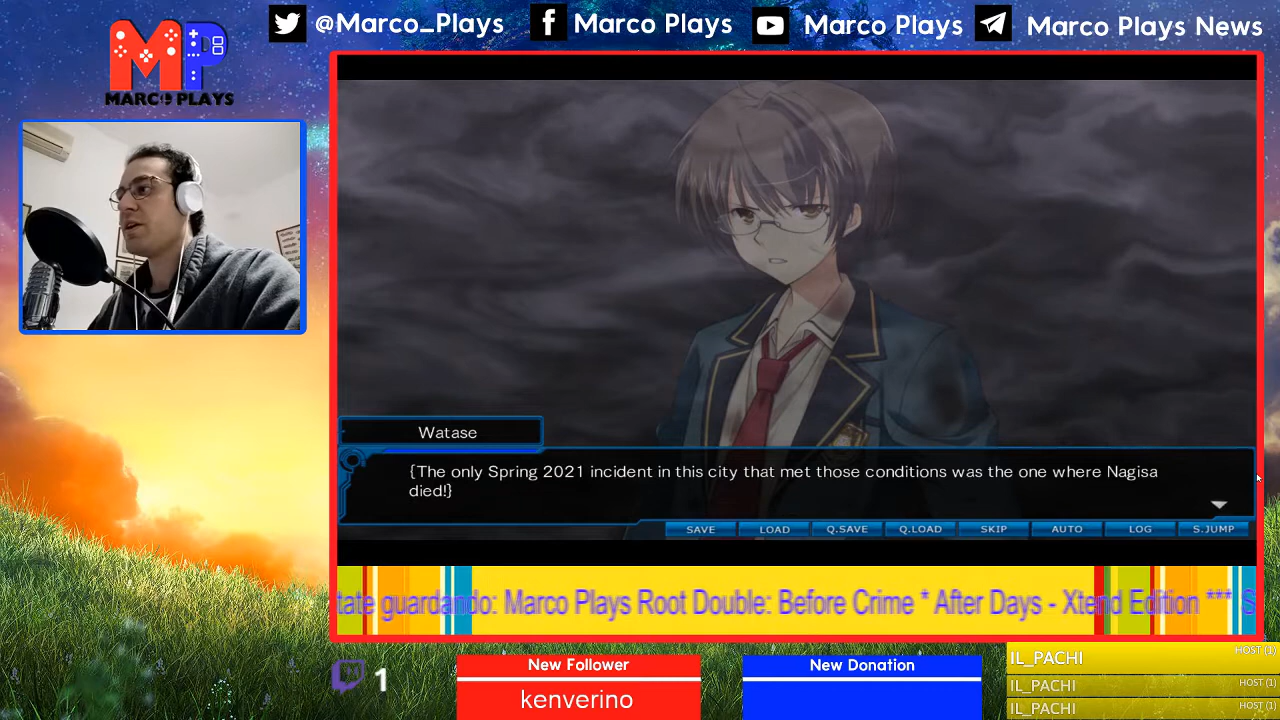 @Marco_Plays
Marco Plays
Marco Plays
Marco Plays News
MP
MARCO PLAYS
Watase
{The only Spring 2021 incident in this city that met those conditions was the one where Nagisa
died!}
SAVE
LOAD
Q.SAVE
Q.LOAD
SKIP
AUTO
LOG
S.JUMP
tate guardando: Marco Plays Root Double: Before Crime * After Days - Xtend Edition *** S
1
New Follower
kenverino
New Donation
IL_PACHI
HOST (1)
IL_PACHI
HOST (1)
IL_PACHI
HOST (1)